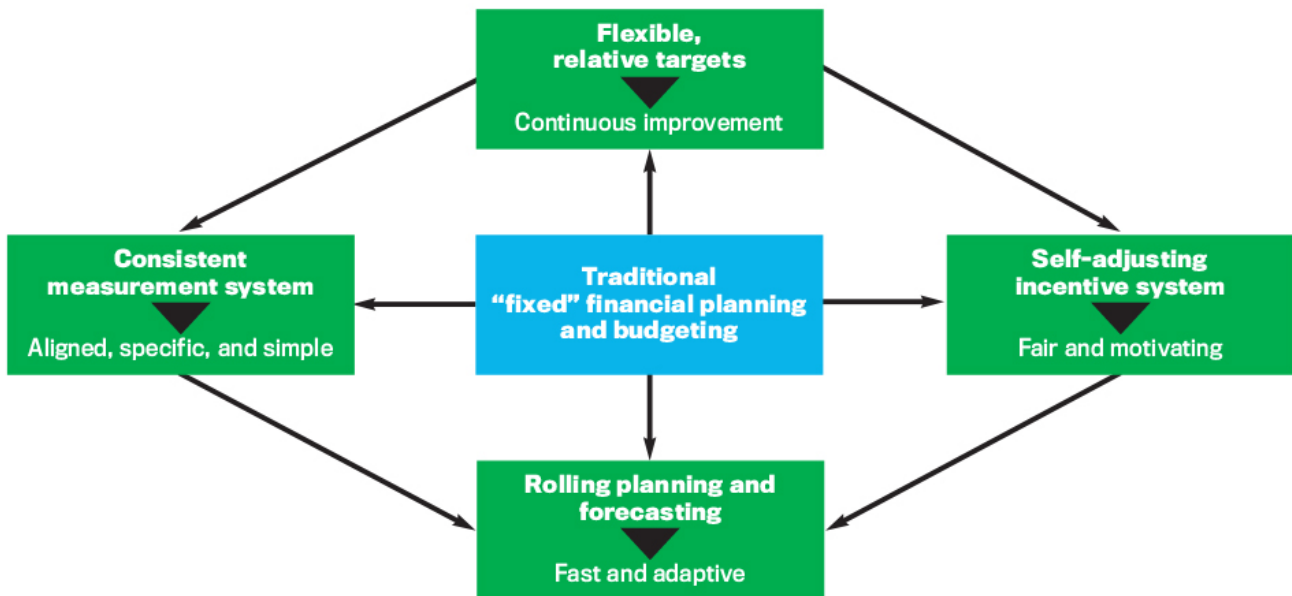 Flexible,
relative targets
Continuous improvement
Consistent
measurement system
Aligned, specific, and simple
Traditional
“fixed” financial planning
and budgeting
Self-adjusting
incentive system
Fair and motivating
Rolling planning and
forecasting
Fast and adaptive